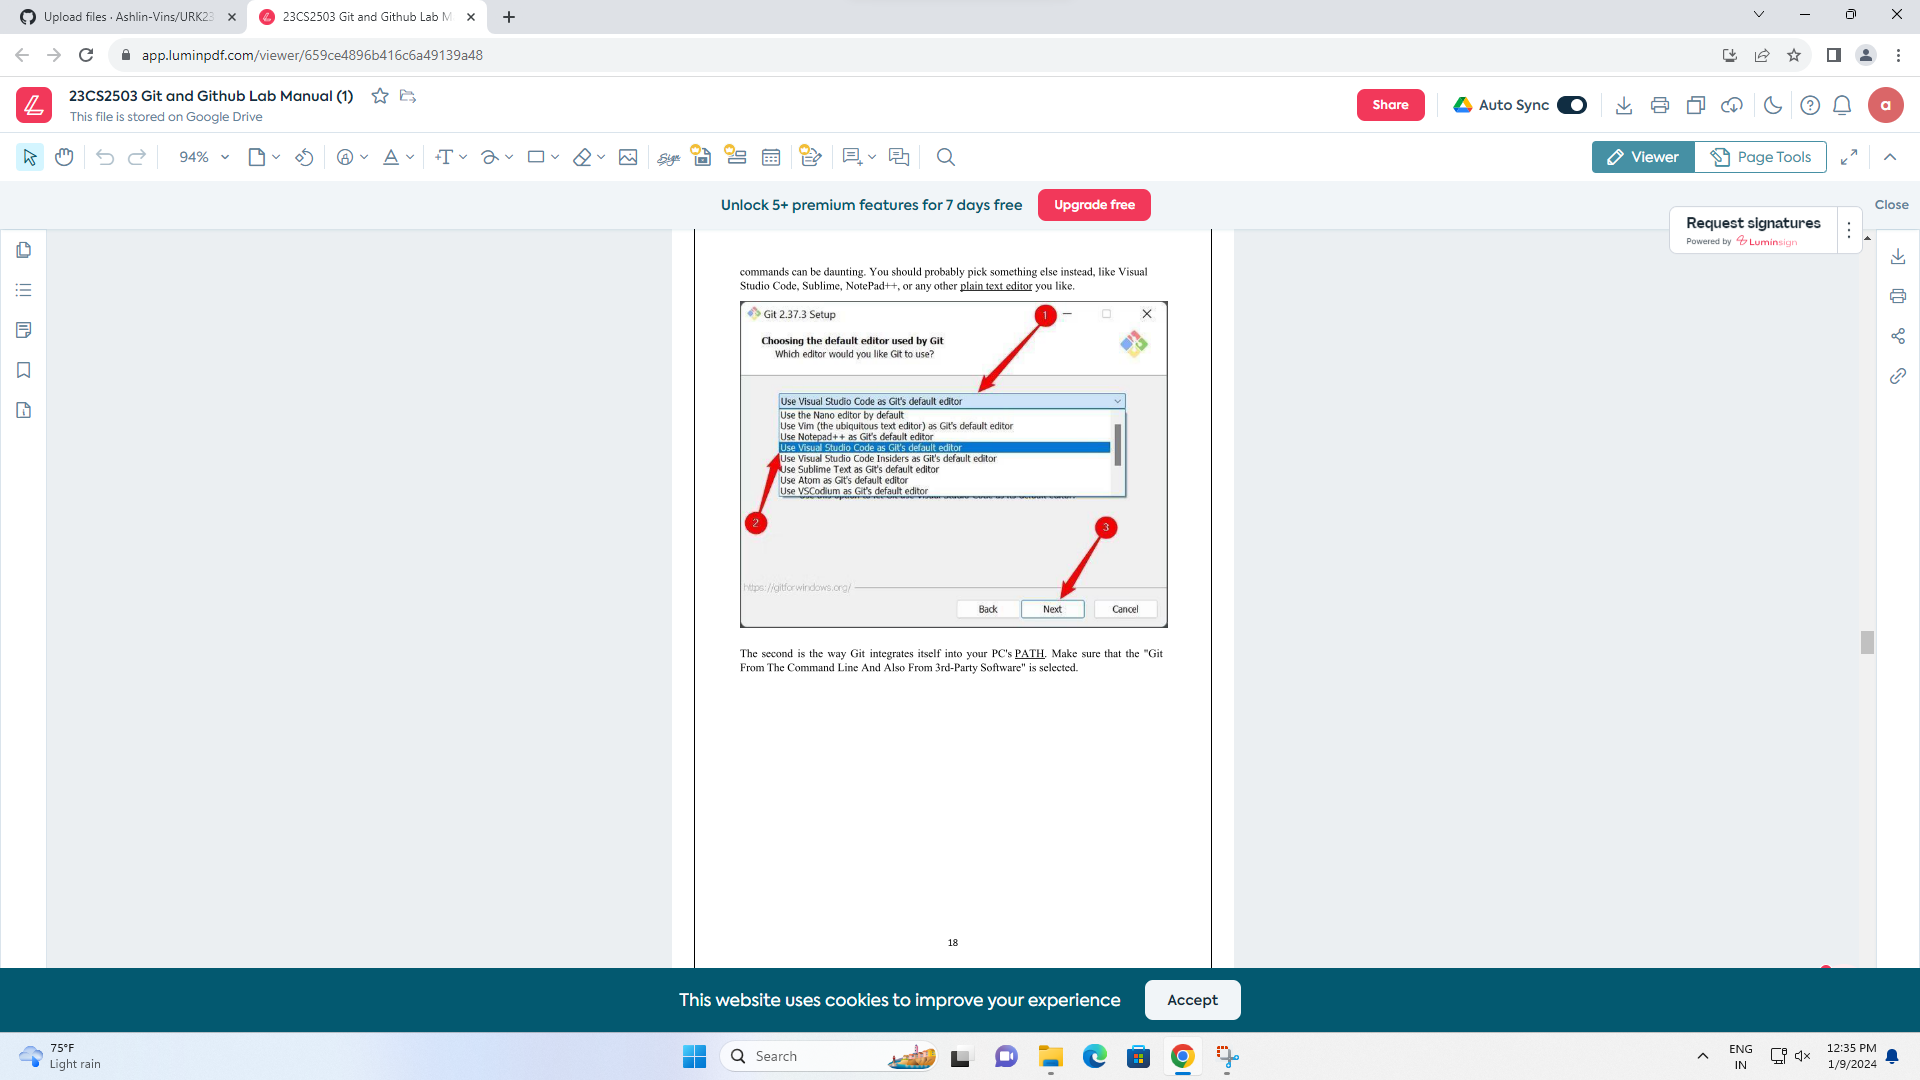 Upload files · Ashlin-Vins/URK23
23CS2503 Git and Github Lab M
app.luminpdf.com/viewer/659ce4896b416c6a49139a48
23CS2503 Git and Github Lab Manual (1)
This file is stored on Google Drive
Share
Auto Sync
a
94%
Sign
Viewer
Page Tools
Unlock 5+ premium features for 7 days free
Upgrade free
Close
Request signatures
Powered by Luminsign
commands can be daunting. You should probably pick something else instead, like Visual
Studio Code, Sublime, NotePad++, or any other plain text editor you like.
Git 2.37.3 Setup
1
Choosing the default editor used by Git
Which editor would you like Git to use?
Use Visual Studio Code as Git's default editor
Use the Nano editor by default
Use Vim (the ubiquitous text editor) as Git's default editor
Use Notepad++ as Git's default editor
Use Visual Studio Code as Git's default editor
Use Visual Studio Code Insiders as Git's default editor
Use Sublime Text as Git's default editor
Use Atom as Git's default editor
Use VSCodium as Git's default editor
2
3
https://gitforwindows.org/
Back
Next
Cancel
The second is the way Git integrates itself into your PC's PATH. Make sure that the "Git
From The Command Line And Also From 3rd-Party Software" is selected.
18
This website uses cookies to improve your experience
Accept
75°F
Light rain
Search
ENG
IN
12:35 PM
1/9/2024